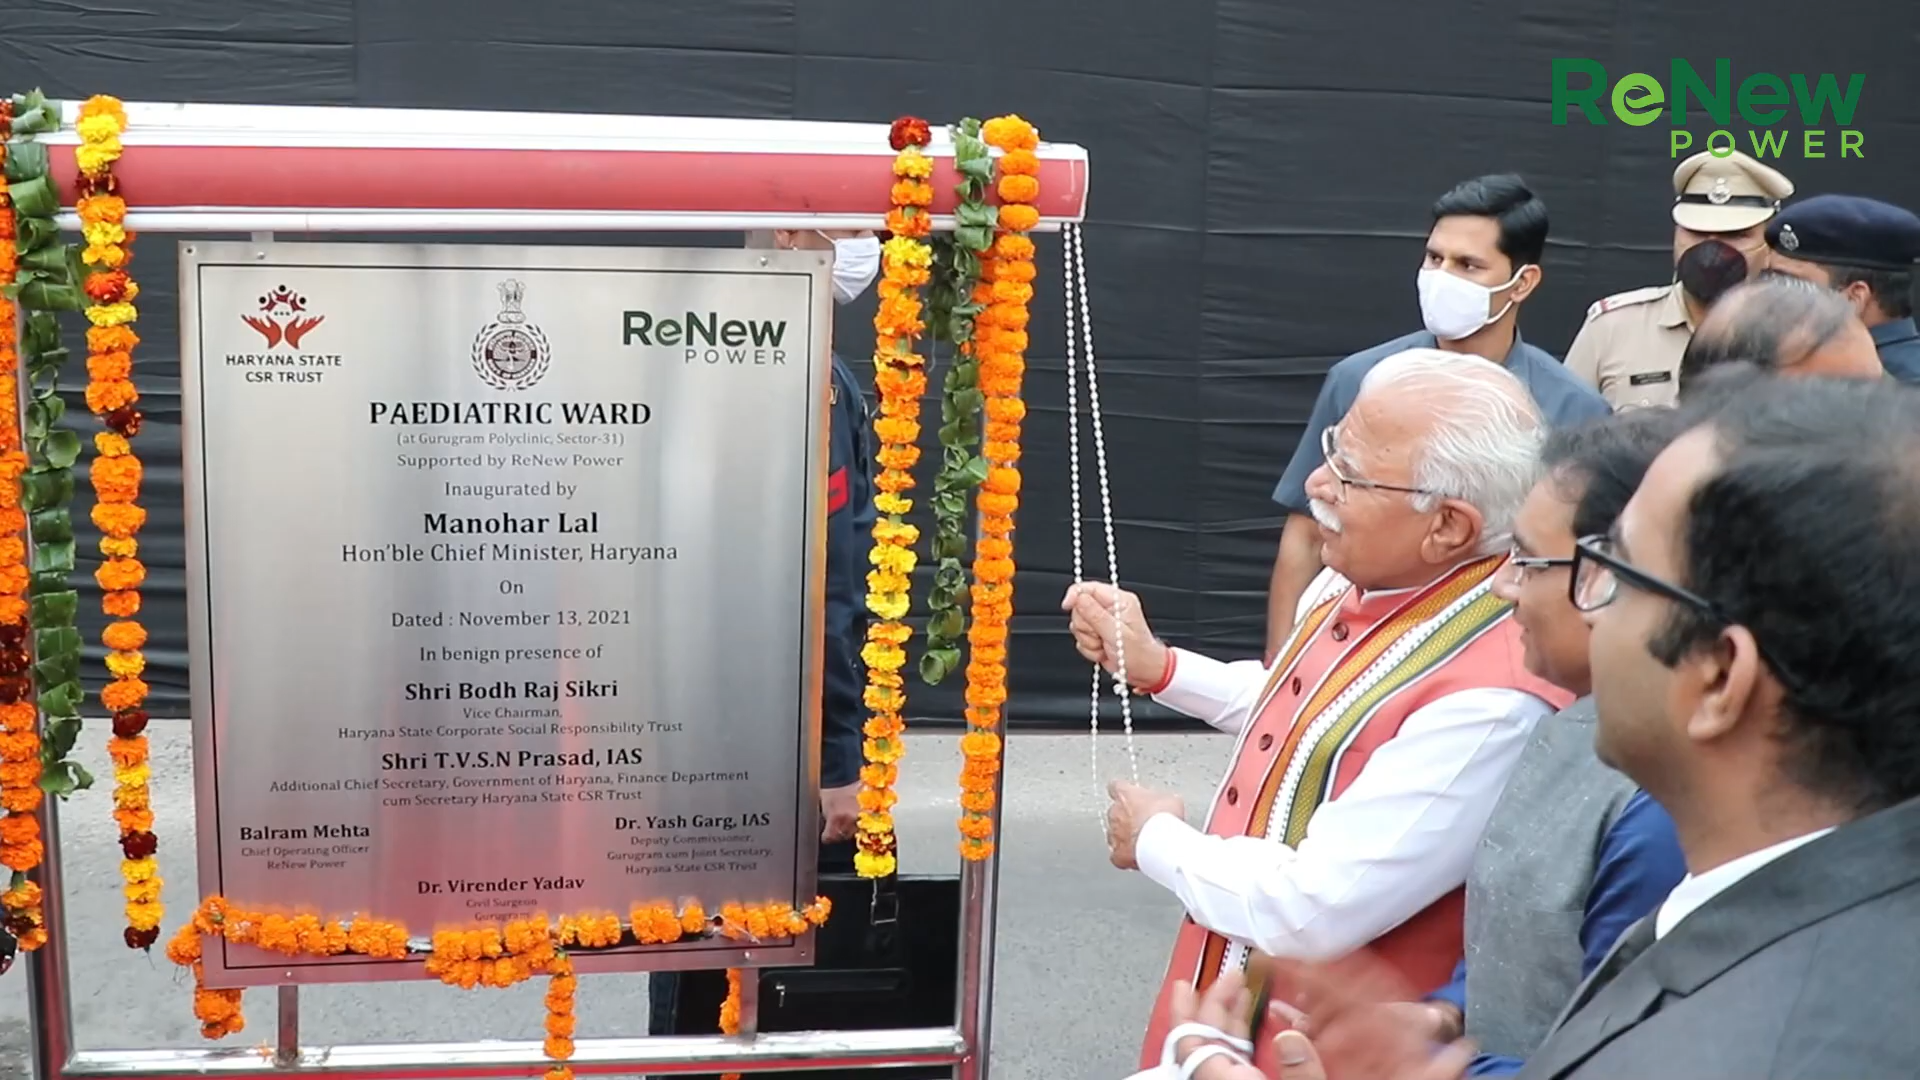 ReNew
POWER
HARYANA STATE
CSR TRUST
ReNew
POWER
PAEDIATRIC WARD
(at Gurugram Polyclinic, Sector-31)
Supported by ReNew Power
Inaugurated by
Manohar Lal
Hon'ble Chief Minister, Haryana
On
Dated : November 13, 2021
In benign presence of
Shri Bodh Raj Sikri
Vice Chairman,
Haryana State Corporate Social Responsibility Trust
Shri T.V.S.N Prasad, IAS
Additional Chief Secretary, Government of Haryana, Finance Department
cum Secretary Haryana State CSR Trust
Balram Mehta
Chief Operating Officer
ReNew Power
Dr. Yash Garg, IAS
Deputy Commissioner,
Gurugram cum Joint Secretary,
Haryana State CSR Trust
Dr. Virender Yadav
Civil Surgeon
Gurugram